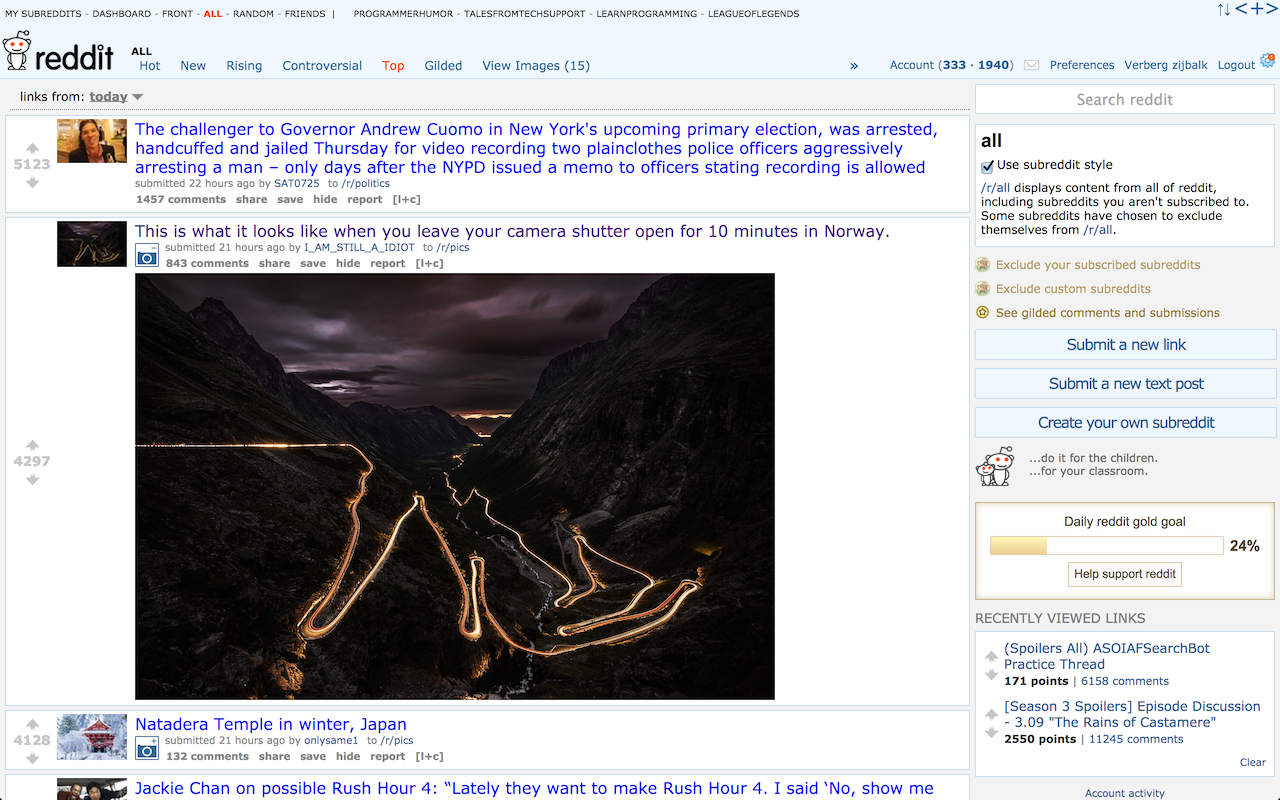 MY SUBREDDITS - DASHBOARD - FRONT - ALL - RANDOM - FRIENDS | PROGRAMMERHUMOR - TALESFROMTECHSUPPORT - LEARNPROGRAMMING - LEAGUEOFLEGENDS
reddit ALL
Hot New Rising Controversial Top Gilded View Images (15) » Account (333 · 1940) Preferences Verberg zijbalk Logout
links from: today
5123
The challenger to Governor Andrew Cuomo in New York's upcoming primary election, was arrested,
handcuffed and jailed Thursday for video recording two plainclothes police officers aggressively
arresting a man – only days after the NYPD issued a memo to officers stating recording is allowed
submitted 22 hours ago by SAT0725 to /r/politics
1457 comments share save hide report [l+c]
4297
This is what it looks like when you leave your camera shutter open for 10 minutes in Norway.
submitted 21 hours ago by I_AM_STILL_A_IDIOT to /r/pics
843 comments share save hide report [l+c]
4128
Natadera Temple in winter, Japan
submitted 21 hours ago by onlysame1 to /r/pics
132 comments share save hide report [l+c]
Jackie Chan on possible Rush Hour 4: “Lately they want to make Rush Hour 4. I said ‘No, show me
Search reddit
all
Use subreddit style
/r/all displays content from all of reddit,
including subreddits you aren't subscribed to.
Some subreddits have chosen to exclude
themselves from /r/all.
Exclude your subscribed subreddits
Exclude custom subreddits
See gilded comments and submissions
Submit a new link
Submit a new text post
Create your own subreddit
...do it for the children.
...for your classroom.
Daily reddit gold goal
24%
Help support reddit
RECENTLY VIEWED LINKS
(Spoilers All) ASOIAFSearchBot
Practice Thread
171 points | 6158 comments
[Season 3 Spoilers] Episode Discussion
- 3.09 "The Rains of Castamere"
2550 points | 11245 comments
Clear
Account activity